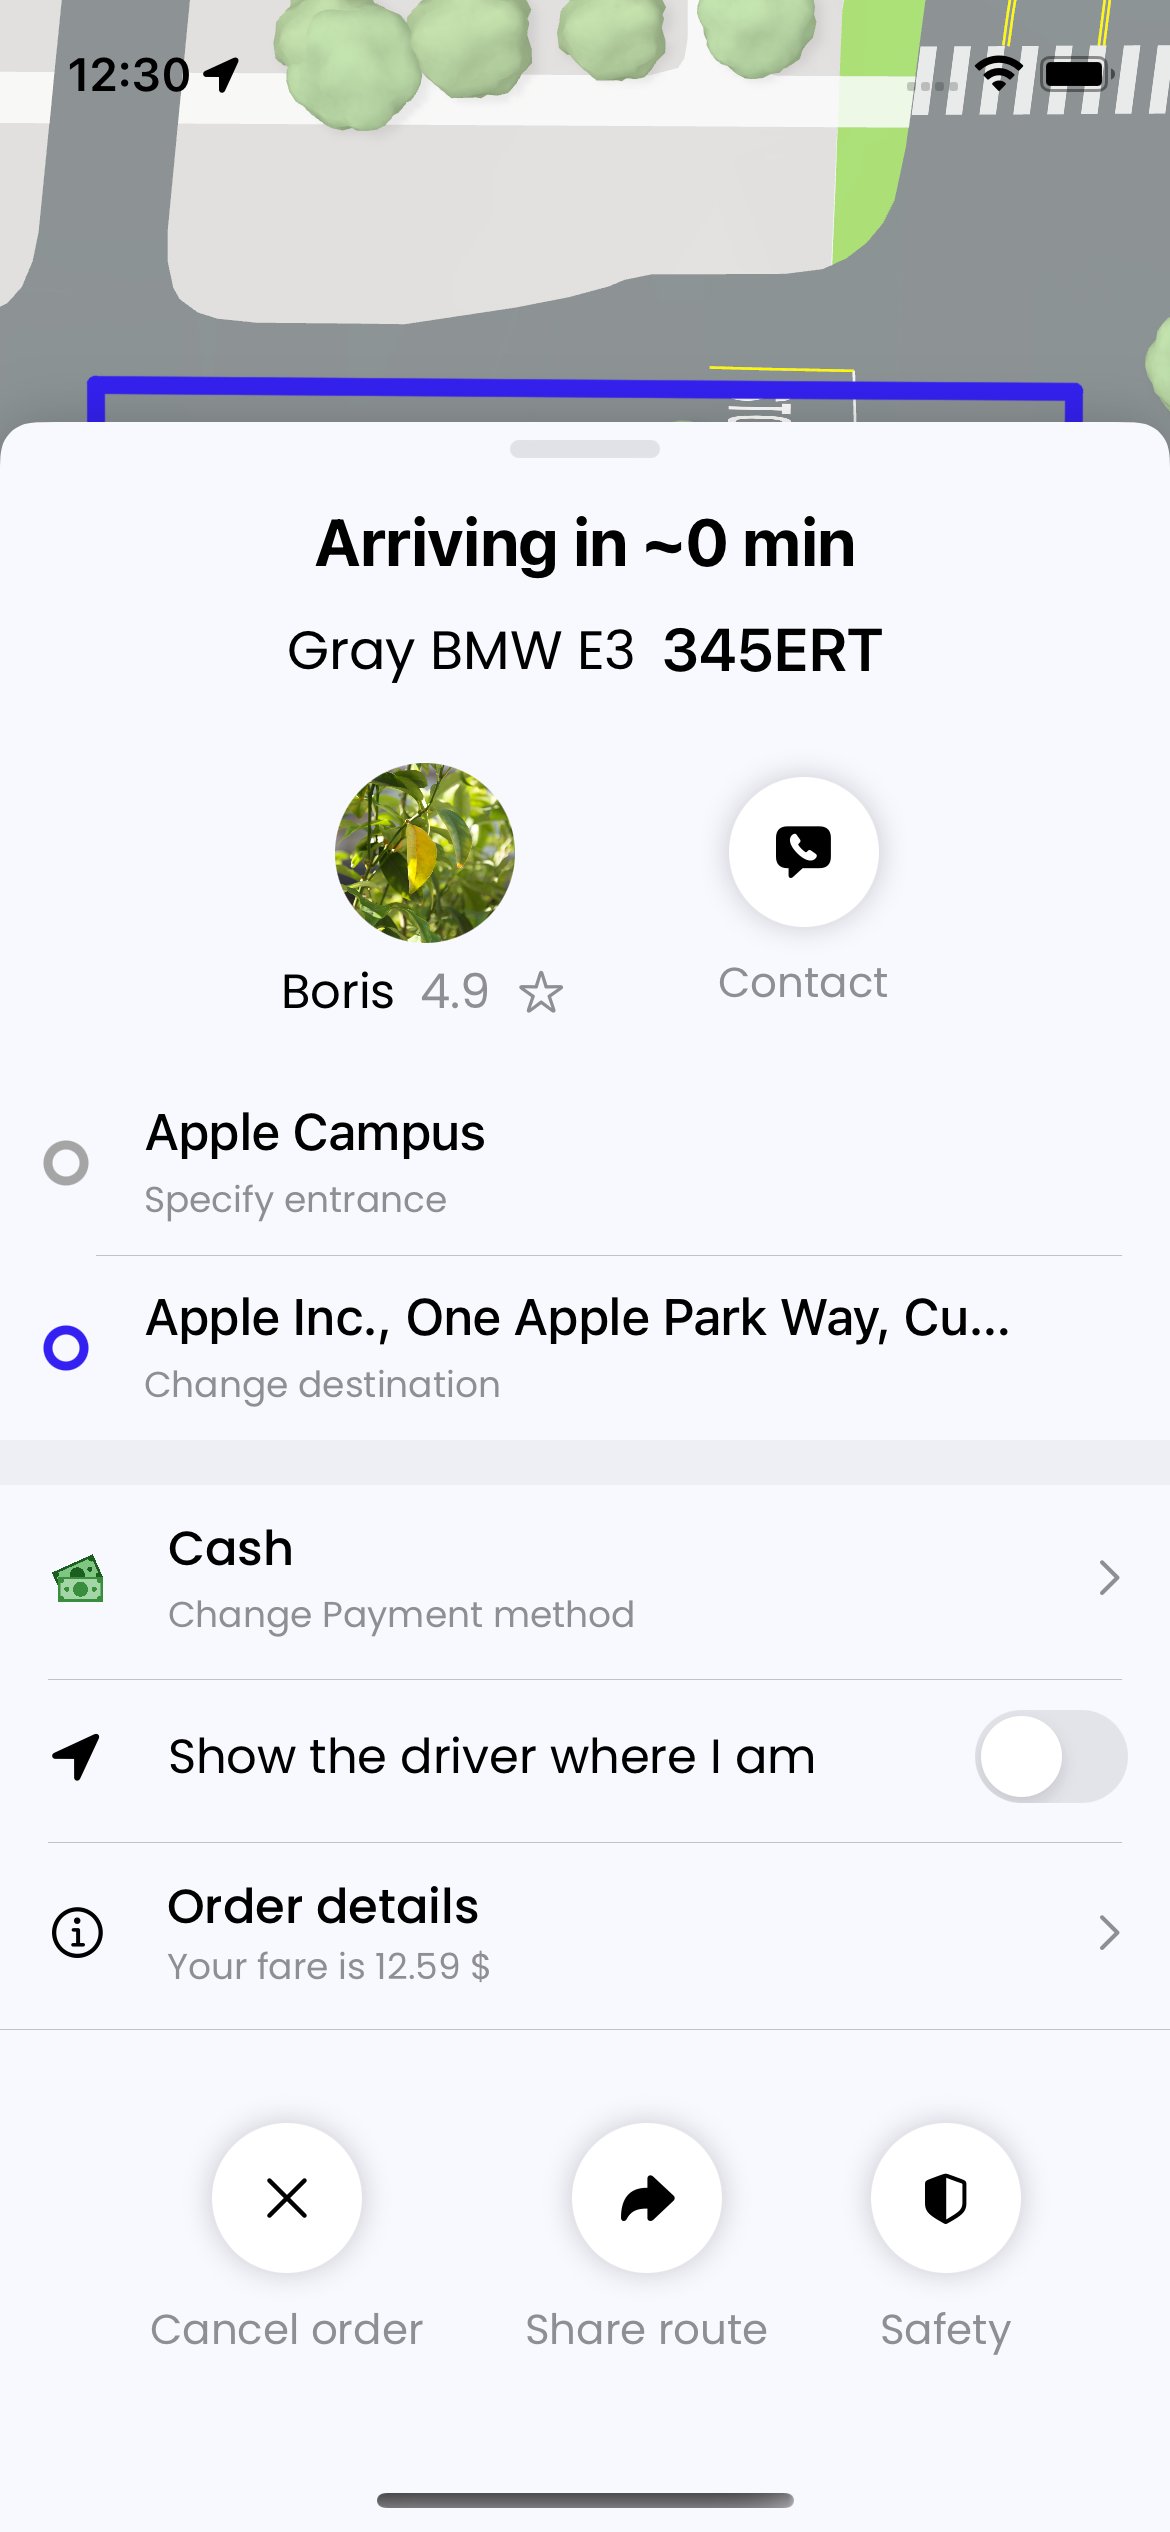 12:30
Arriving in ~0 min
Gray BMW E3 345ERT
Boris 4.9
Contact
Apple Campus
Specify entrance
Apple Inc., One Apple Park Way, Cu...
Change destination
Cash
Change Payment method
Show the driver where I am
Order details
Your fare is 12.59 $
Cancel order
Share route
Safety